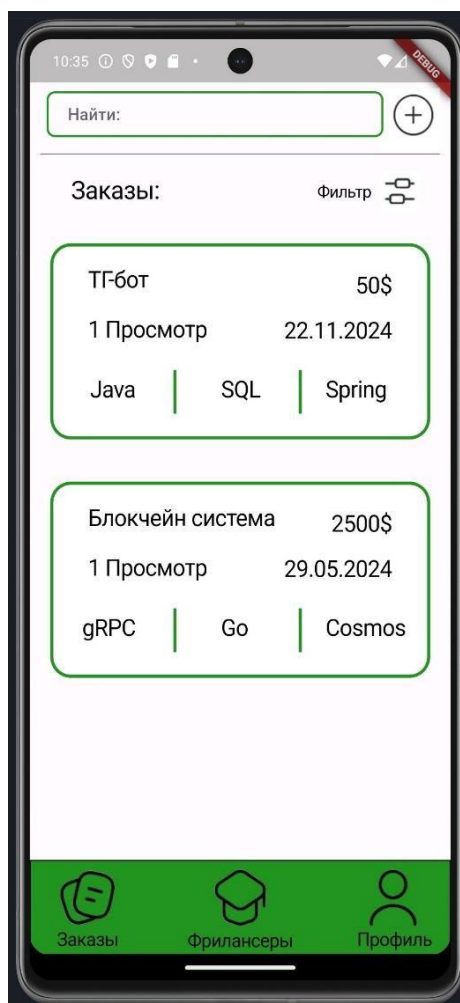 10:35
DEBUG
Найти:
Заказы:
Фильтр
ТГ-бот 50$
1 Просмотр 22.11.2024
Java SQL Spring
Блокчейн система 2500$
1 Просмотр 29.05.2024
gRPC Go Cosmos
Заказы Фрилансеры Профиль